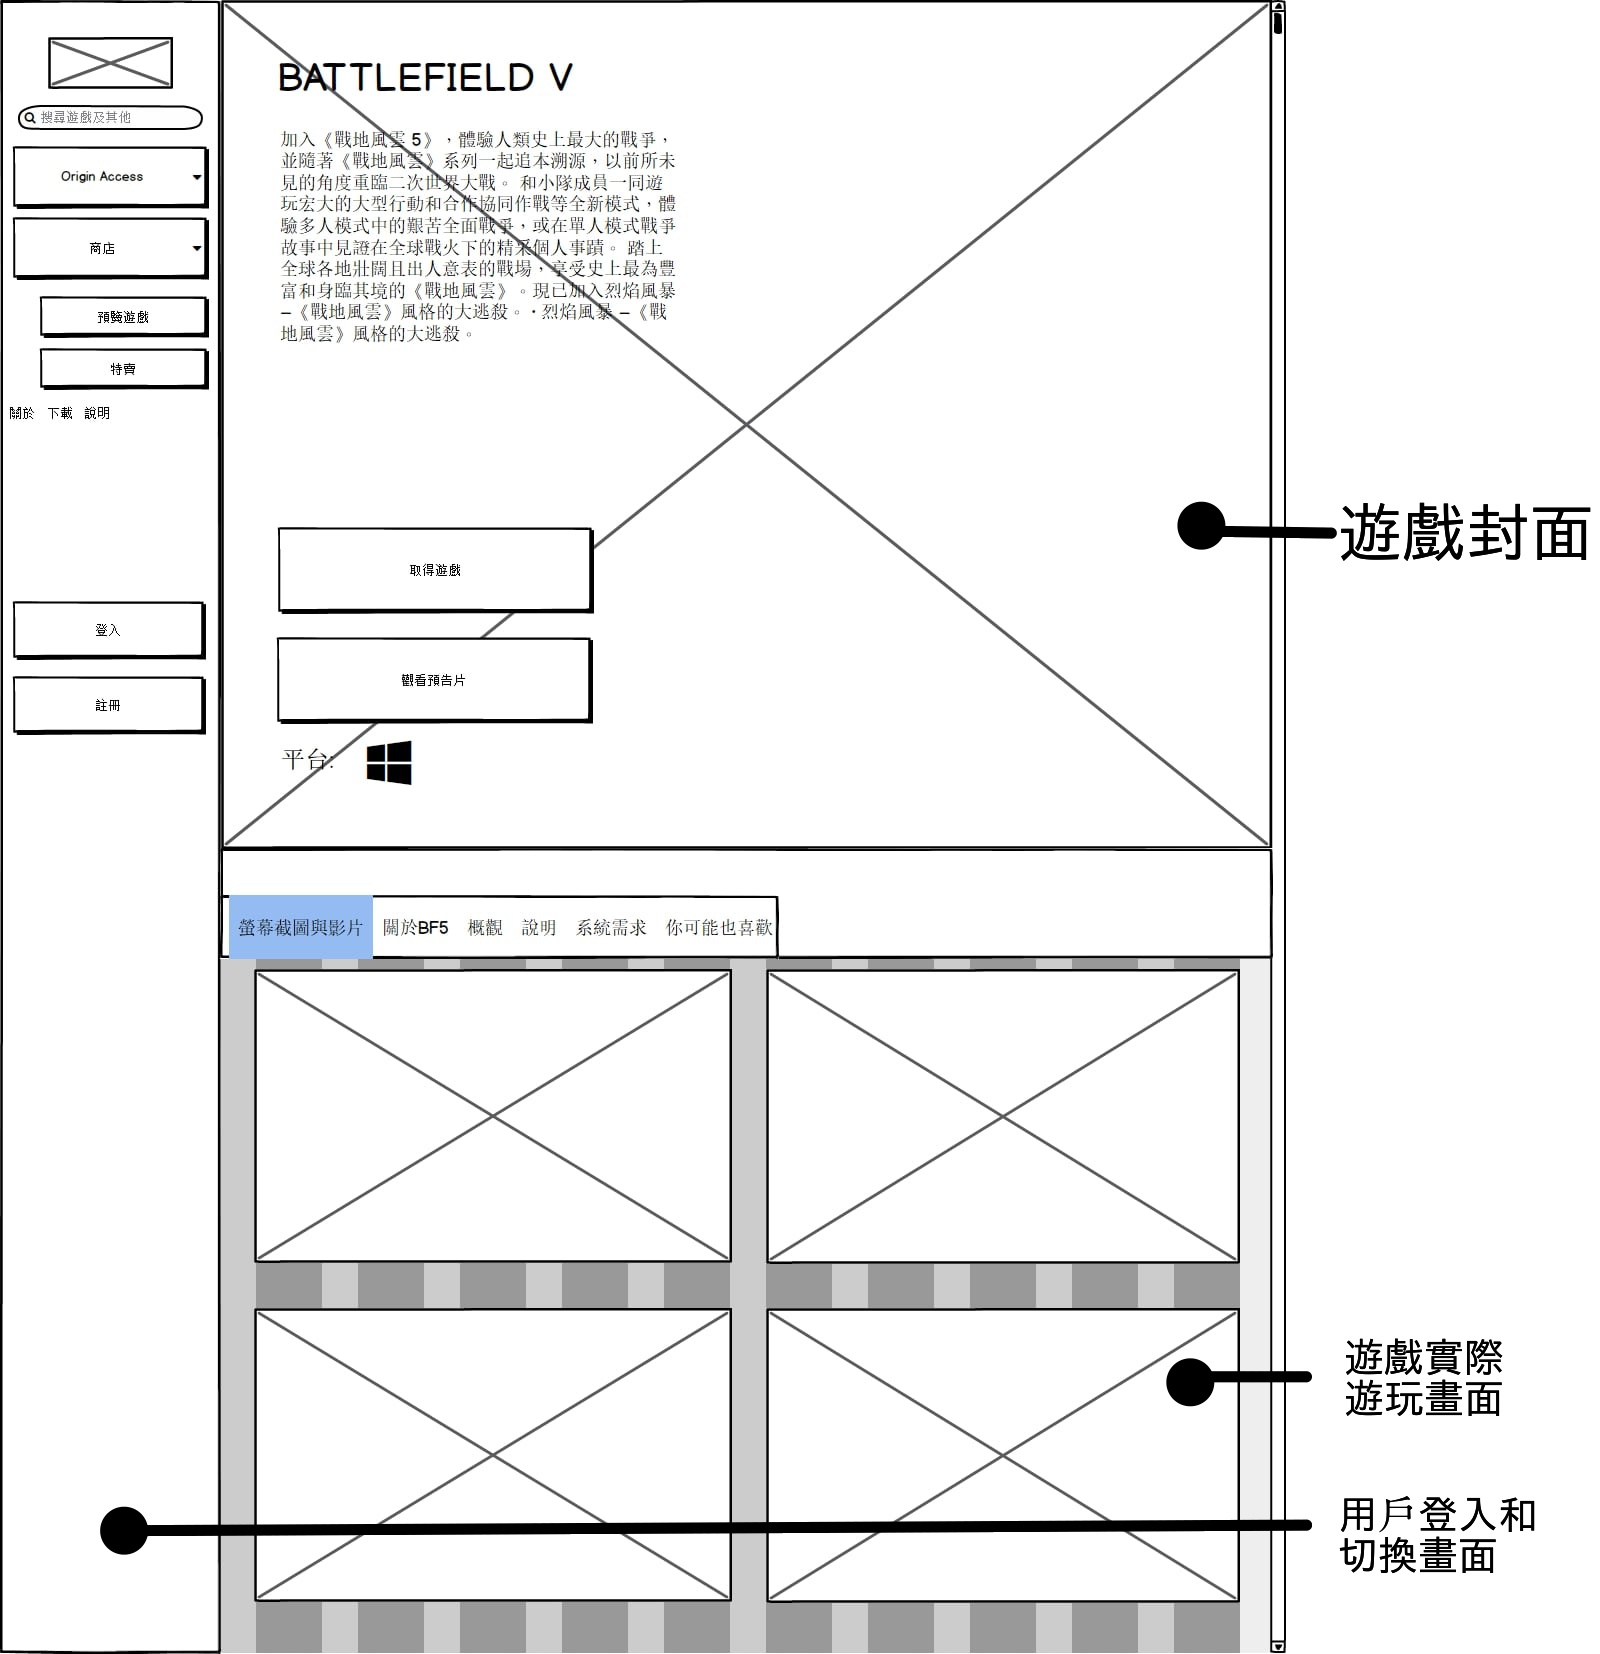 搜尋遊戲及其他
Origin Access
商店
預覽遊戲
特賣
關於 下載 說明
登入
註冊
BATTLEFIELD V
加入《戰地風雲 5》，體驗人類史上最大的戰爭，
並隨著《戰地風雲》系列一起追本溯源，以前所未
見的角度重臨二次世界大戰。 和小隊成員一同遊
玩宏大的大型行動和合作協同作戰等全新模式，體
驗多人模式中的艱苦全面戰爭，或在單人模式戰爭
故事中見證在全球戰火下的精采個人事蹟。 踏上
全球各地壯闊且出人意表的戰場，享受史上最為豐
富和身臨其境的《戰地風雲》。現已加入烈焰風暴
–《戰地風雲》風格的大逃殺。·烈焰風暴 –《戰
地風雲》風格的大逃殺。
取得遊戲
觀看預告片
平台:
螢幕截圖與影片 關於BF5 概觀 說明 系統需求 你可能也喜歡
遊戲封面
遊戲實際
遊玩畫面
用戶登入和
切換畫面